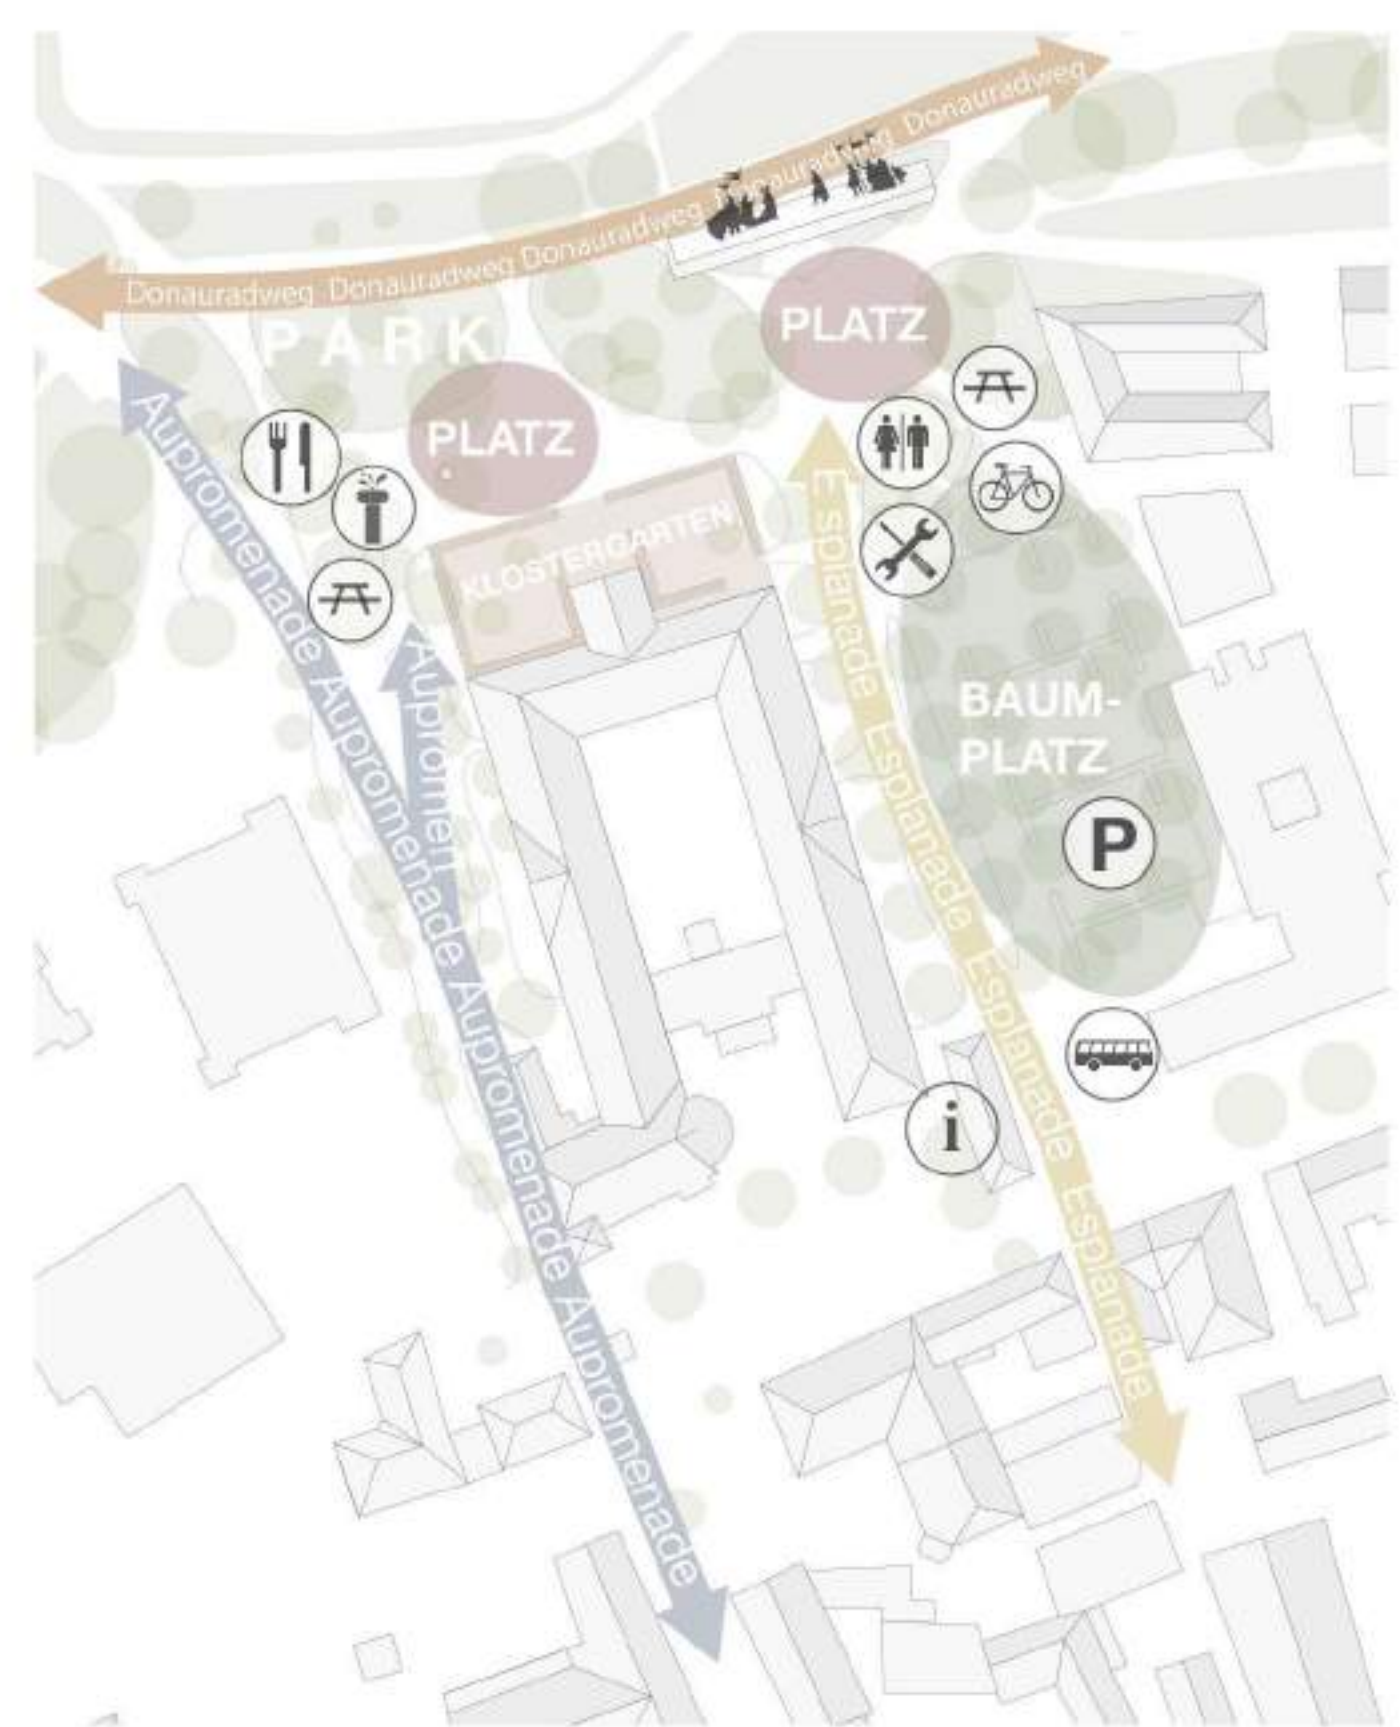 Donauradweg Donauradweg Donauradweg Donauradweg Donauradweg
PARK
PLATZ
PLATZ
KLOSTERGARTEN
Aupromenade Aupromenade Aupromenade Aupromenade Aupromenade
Aupromen
Esplanade Esplanade Esplanade Esplanade Esplanade
BAUM-
PLATZ
P
i